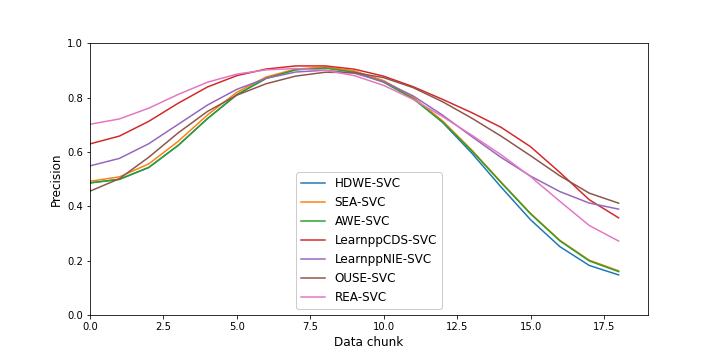 1.0
0.8
0.6
0.4
0.2
0.0
Precision
HDWE-SVC
SEA-SVC
AWE-SVC
LearnppCDS-SVC
LearnppNIE-SVC
OUSE-SVC
REA-SVC
0.0 2.5 5.0 7.5 10.0 12.5 15.0 17.5
Data chunk